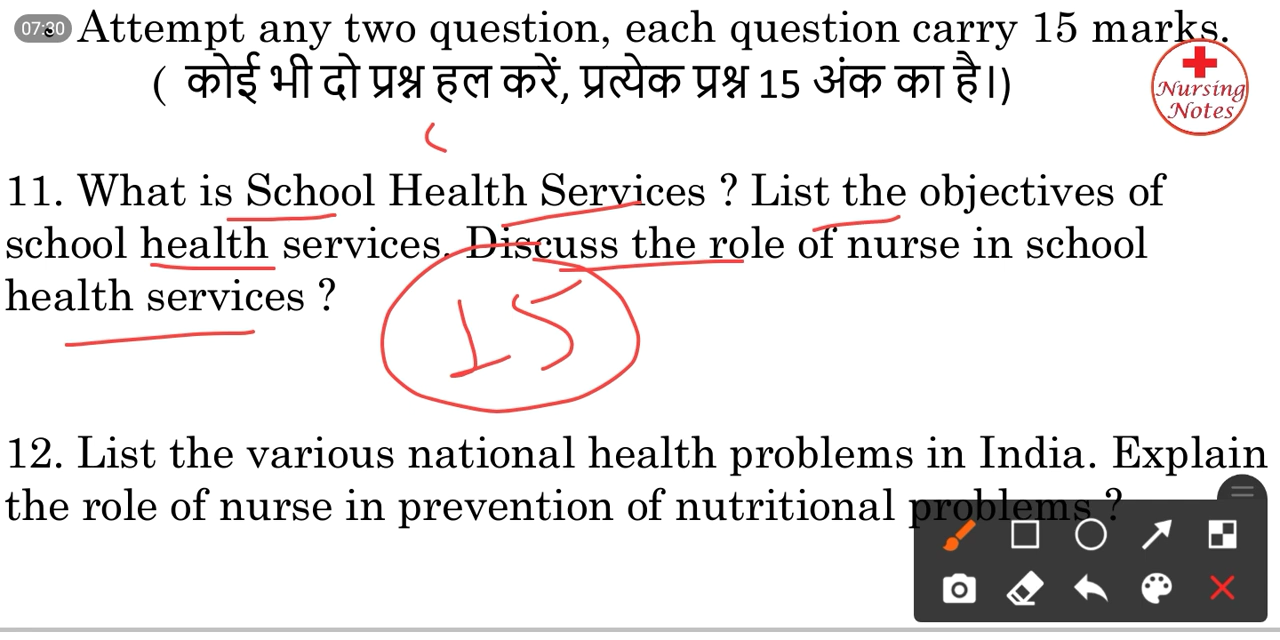 07:30
Attempt any two question, each question carry 15 marks.
( कोई भी दो प्रश्न हल करें, प्रत्येक प्रश्न 15 अंक का है।)
Nursing
Notes
11. What is School Health Services ? List the objectives of
school health services. Discuss the role of nurse in school
health services ?
15
12. List the various national health problems in India. Explain
the role of nurse in prevention of nutritional problems ?